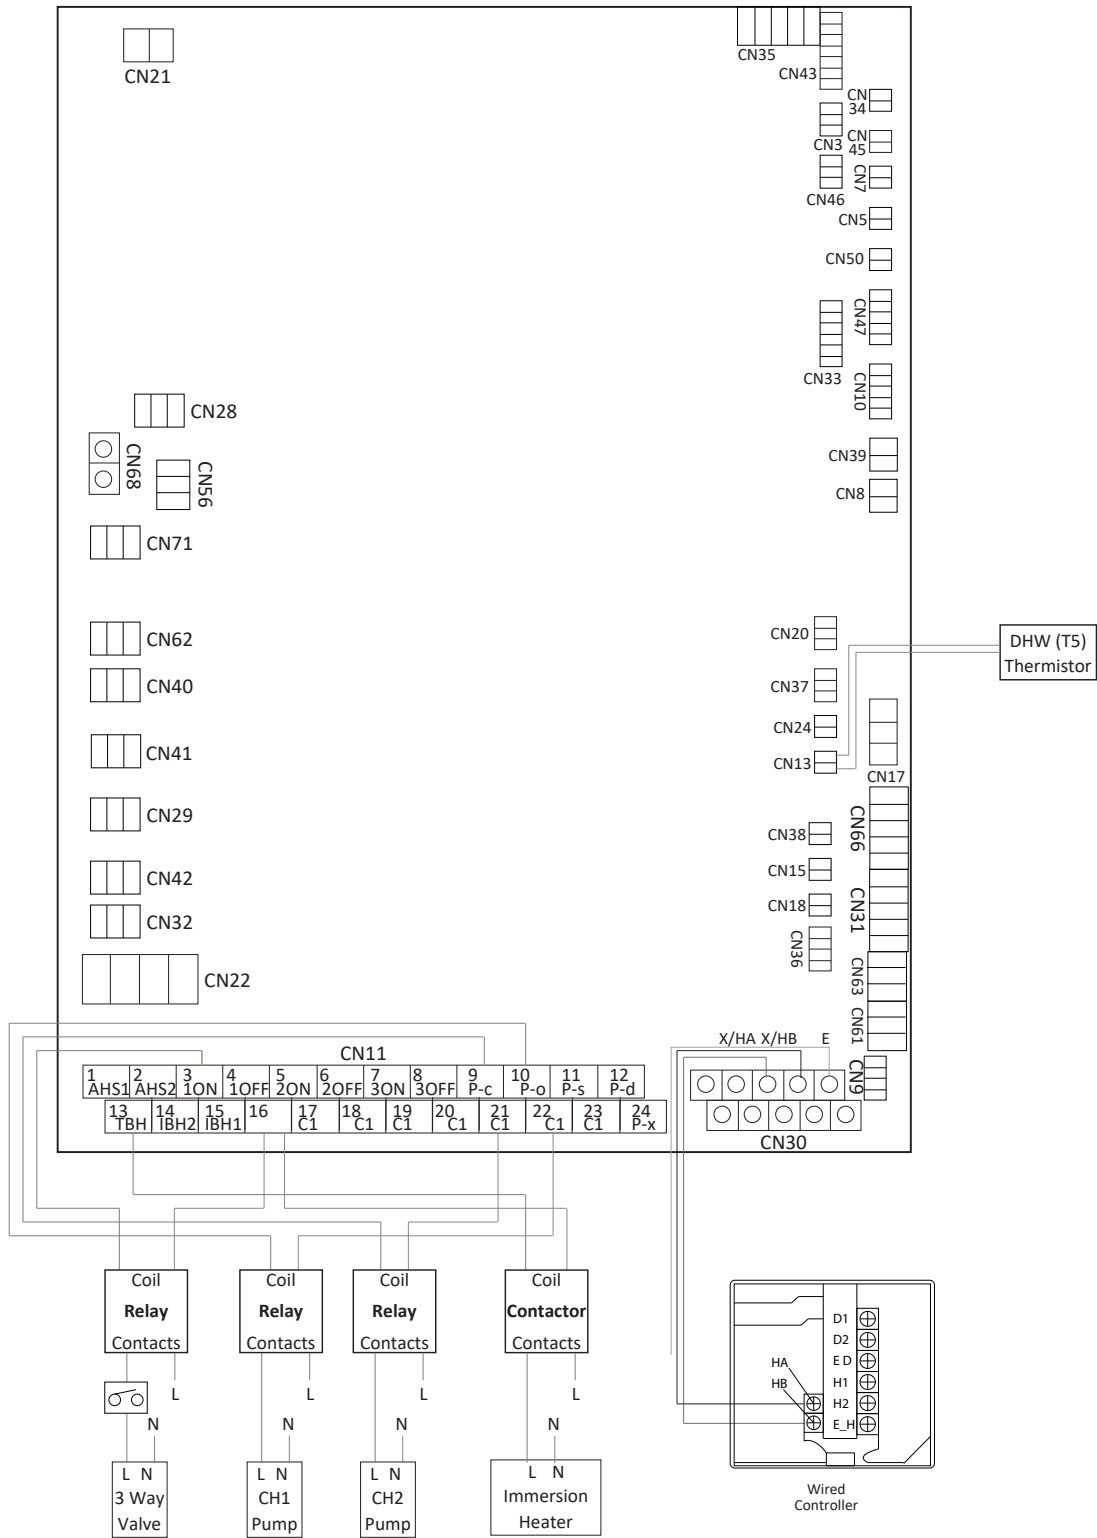 CN21
CN35
CN43
CN
34
CN3
CN
45
CN7
CN46
CN5
CN50
CN47
CN33
CN10
CN28
CN68
CN56
CN39
CN8
CN71
CN62
CN20
DHW (T5)
Thermistor
CN40
CN37
CN24
CN41
CN13
CN17
CN29
CN66
CN38
CN15
CN42
CN18
CN31
CN32
CN36
CN22
CN63
CN61
X/HA X/HB E
CN11
CN9
1 2 3 4 5 6 7 8 9 10 11 12
AHS1 AHS2 1ON 1OFF 2ON 2OFF 3ON 3OFF P-c P-o P-s P-d
13 14 15 16 17 18 19 20 21 22 23 24
TBH IBH2 IBH1 C1 C1 C1 C1 C1 C1 C1 P-x
CN30
Coil
Relay
Contacts
Coil
Relay
Contacts
Coil
Relay
Contacts
Coil
Contactor
Contacts
L
L
L
L
N
N
N
N
L N
3 Way
Valve
L N
CH1
Pump
L N
CH2
Pump
L N
Immersion
Heater
D1
D2
E D
H1
H2
E_H
HA
HB
Wired
Controller